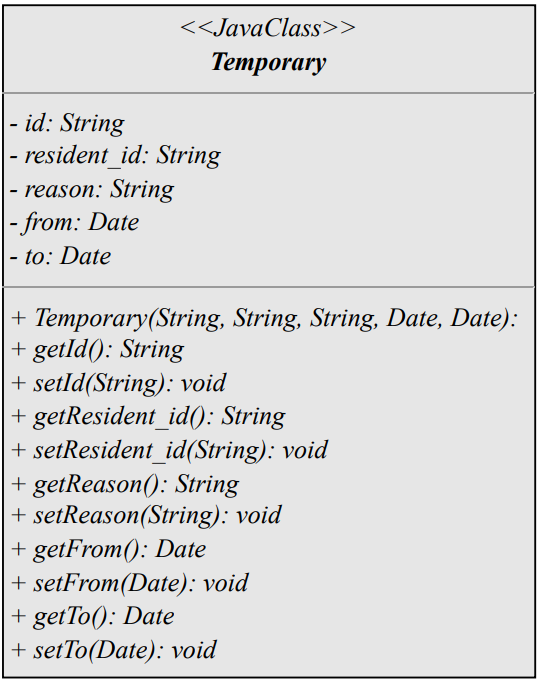 <<JavaClass>>
Temporary
- id: String
- resident_id: String
- reason: String
- from: Date
- to: Date
+ Temporary(String, String, String, Date, Date):
+ getId(): String
+ setId(String): void
+ getResident_id(): String
+ setResident_id(String): void
+ getReason(): String
+ setReason(String): void
+ getFrom(): Date
+ setFrom(Date): void
+ getTo(): Date
+ setTo(Date): void